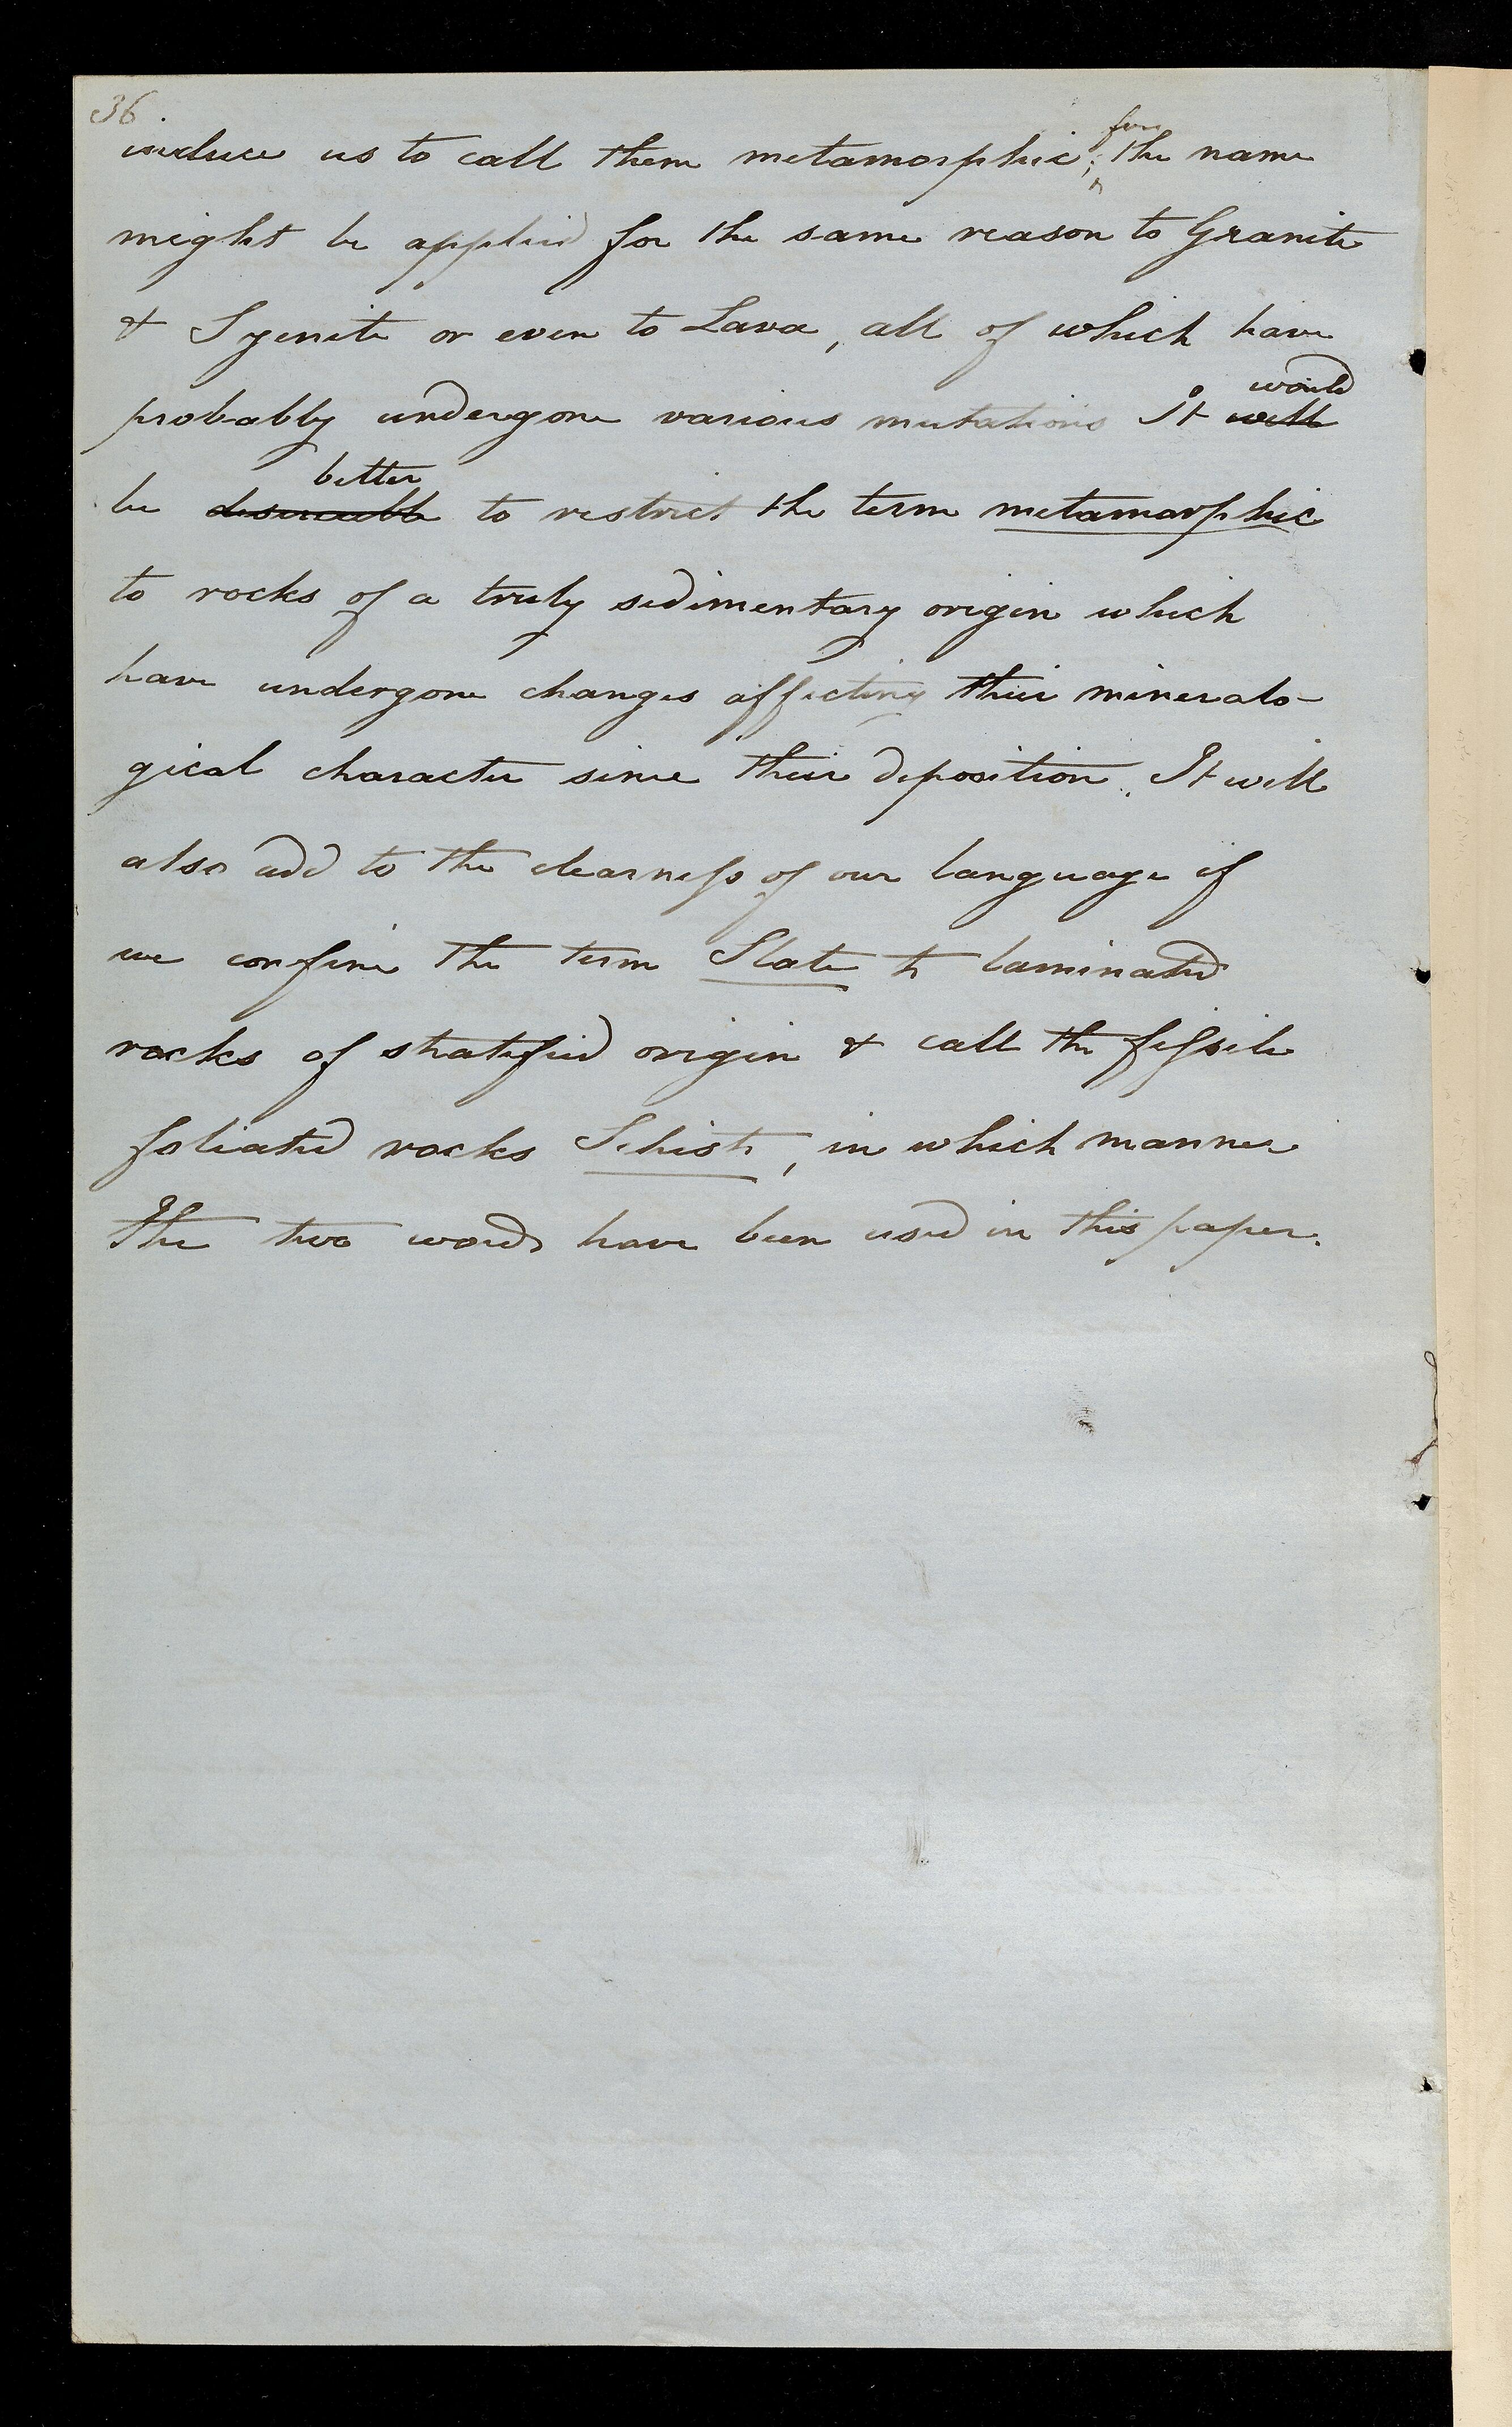 36
induce us to call them metamorphic; for the name
might be applied for the same reason to Granite
& Syenite or even to Lava, all of which have
probably undergone various mutations It will would
be desireable better to restrict the term metamorphic
to rocks of a truly sedimentary origin which
have undergone changes affecting their mineralo-
gical character since their deposition. It will
also add to the clearness of our language if
we confine the term Slate to laminated
rocks of stratified origin & call the fissile
foliated rocks Schist, in which manner
the two words have been used in this paper.